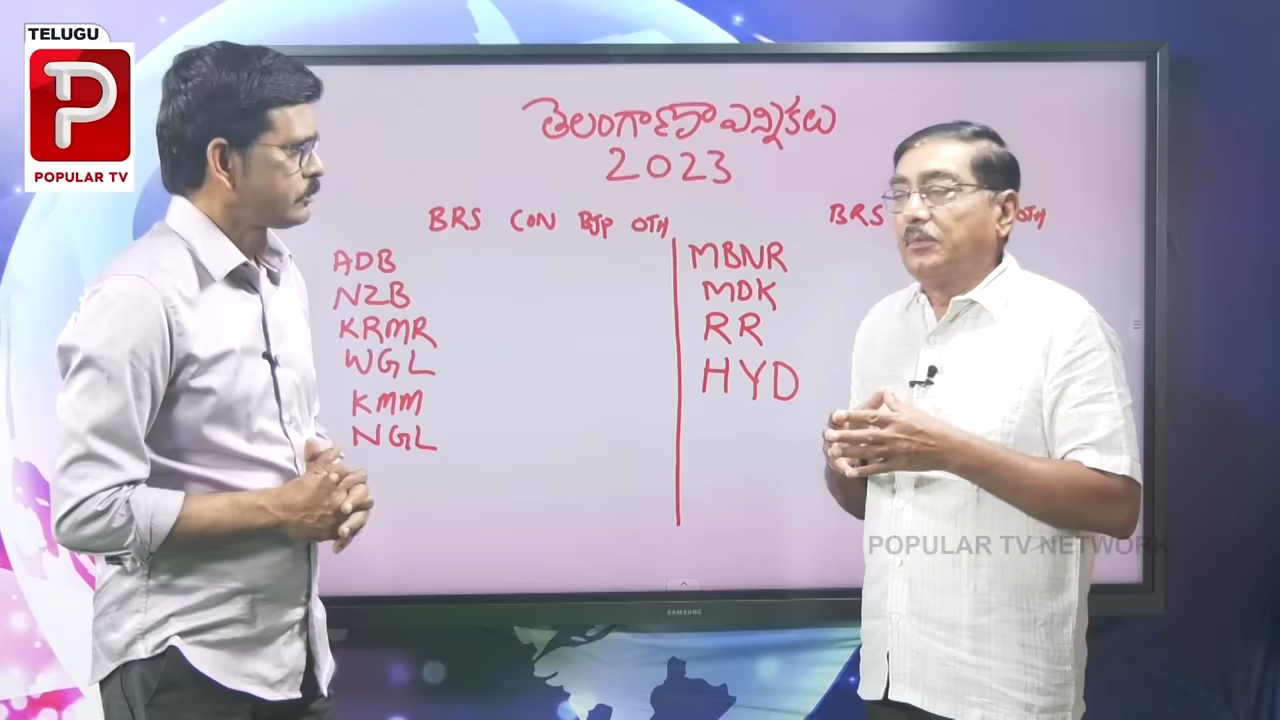 TELUGU
P
POPULAR TV
తెలంగాణా ఎన్నికలు
2023
BRS CON BJP OTH
ADB
NZB
KRMR
WGL
KMM
NGL
BRS OTH
MBNR
MDK
RR
HYD
POPULAR TV NETWORK
SAMSUNG